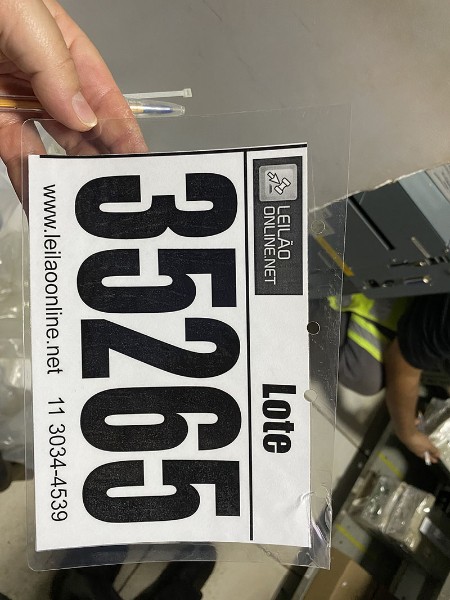 LEILÃO
ONLINE.NET
Lote
35265
www.leilaoonline.net 11 3034-4539